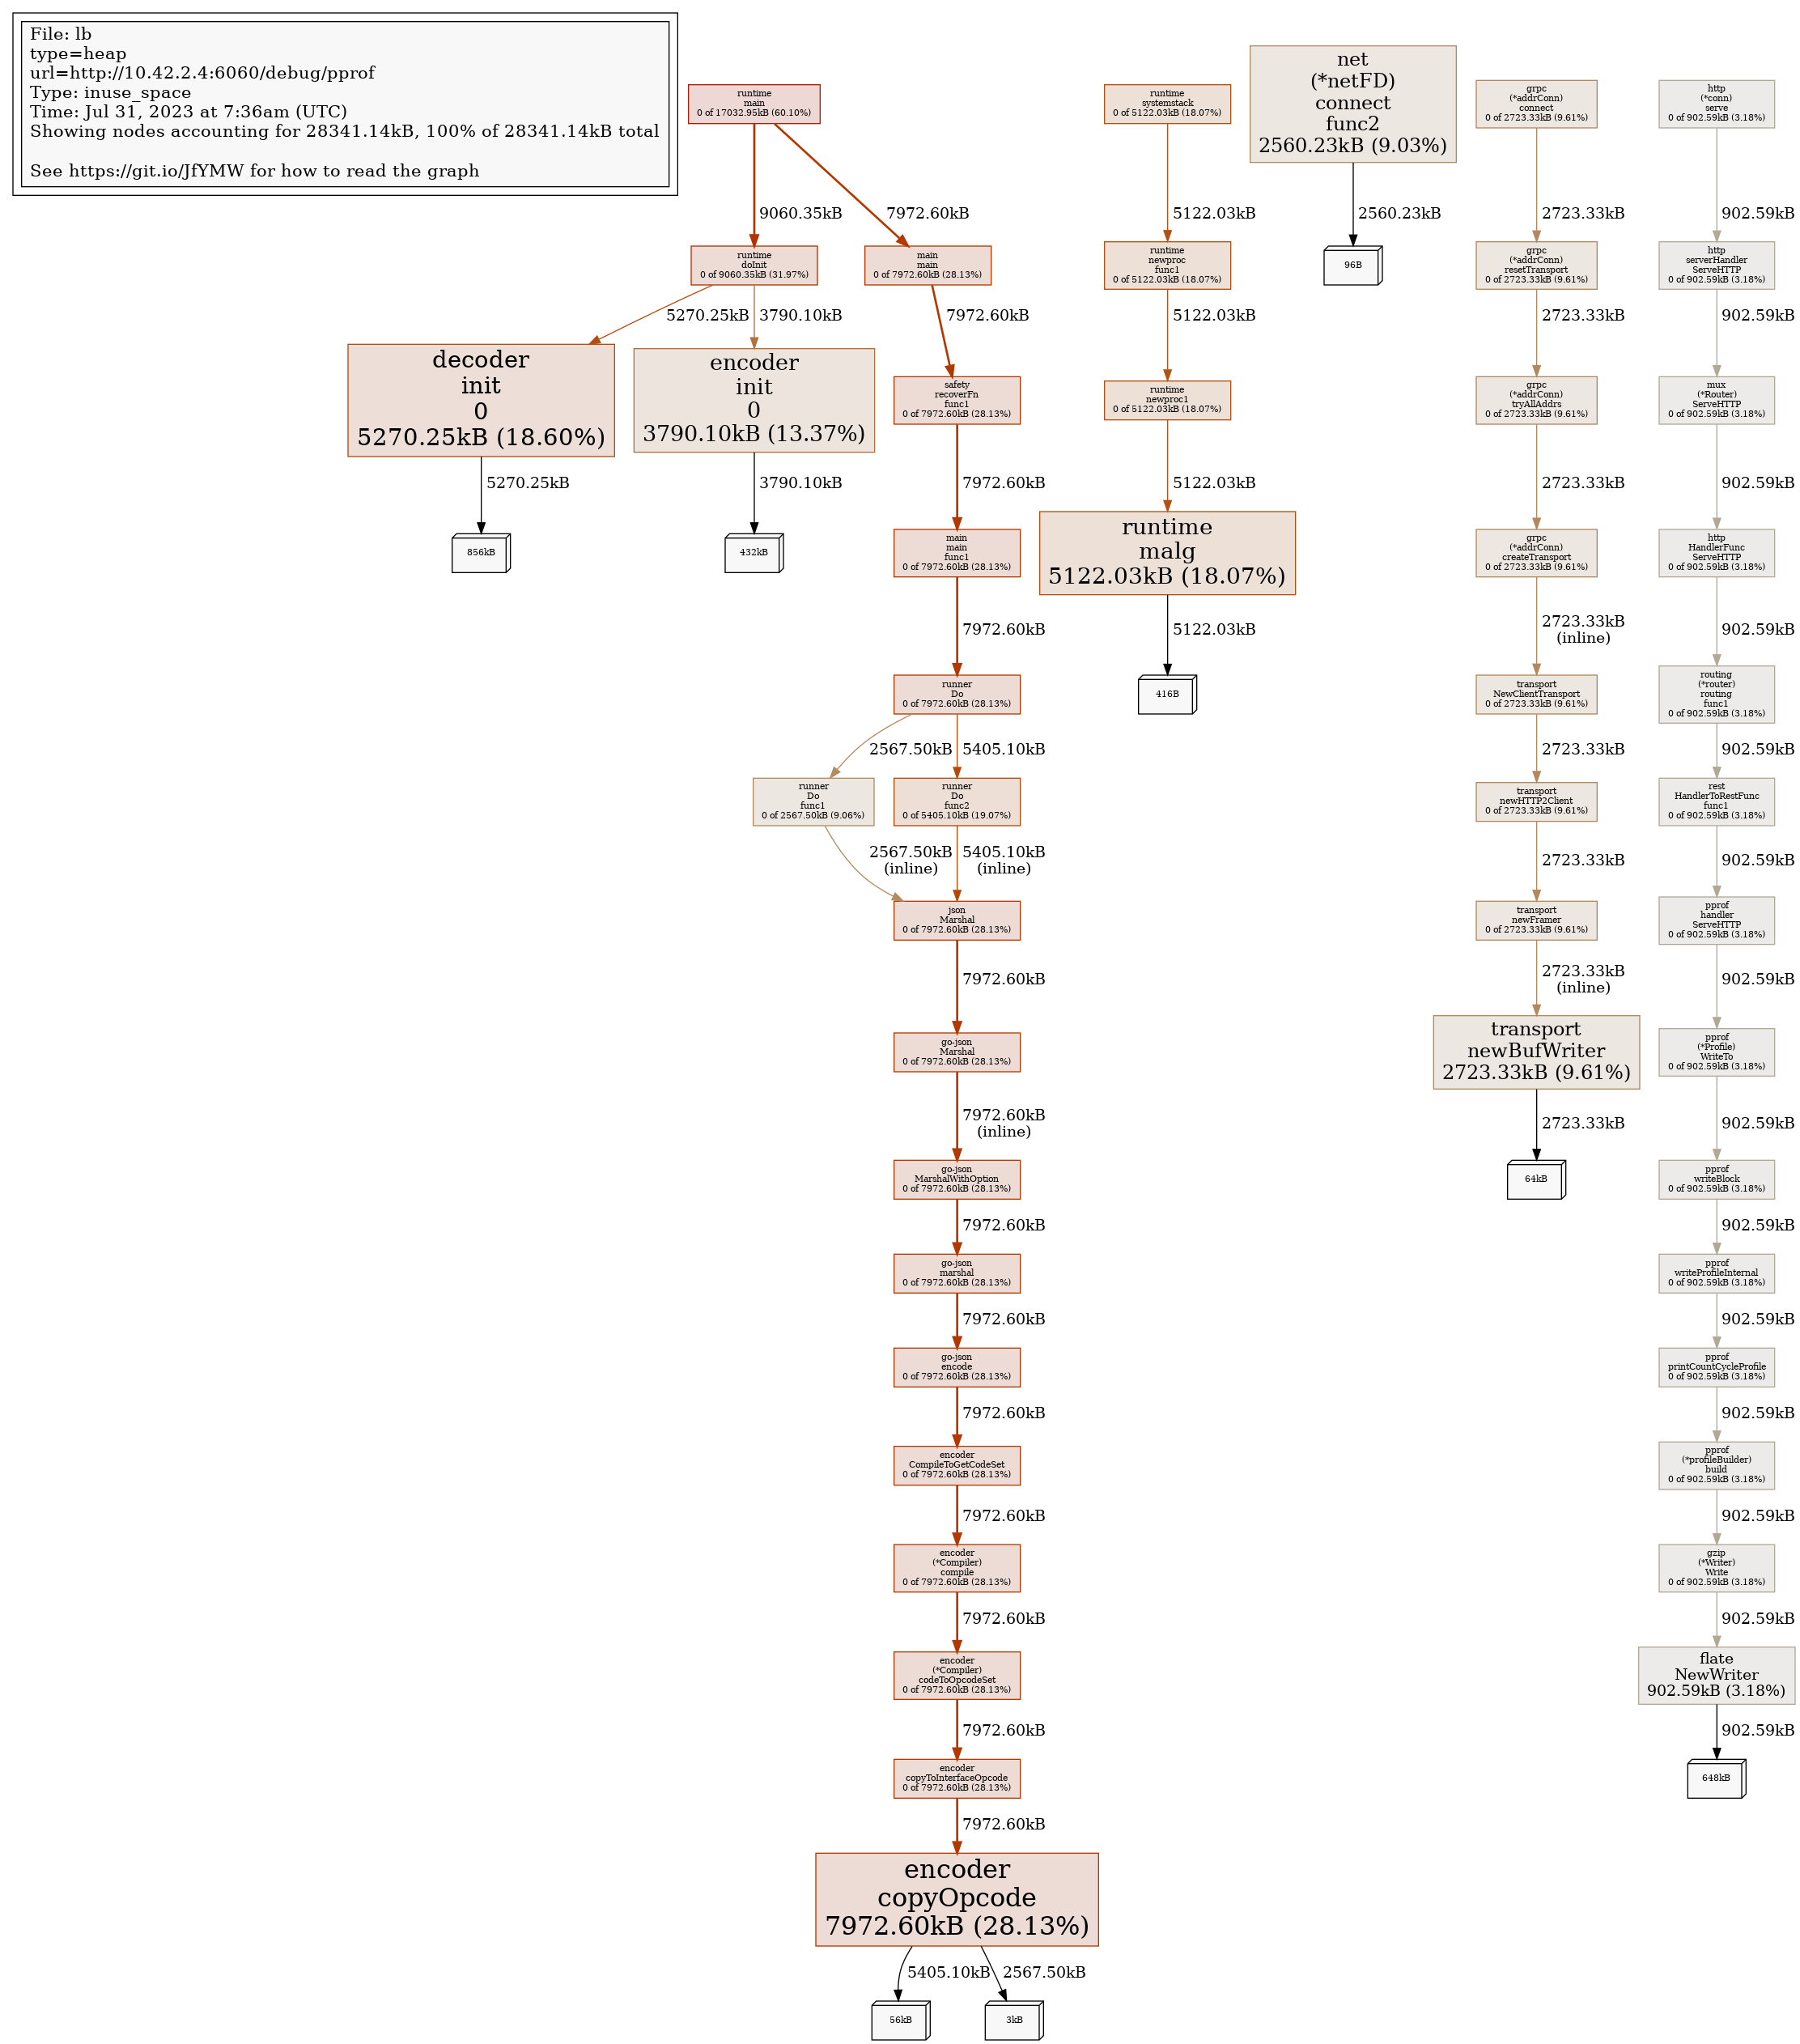 File: lb
type=heap
url=http://10.42.2.4:6060/debug/pprof
Type: inuse_space
Time: Jul 31, 2023 at 7:36am (UTC)
Showing nodes accounting for 28341.14kB, 100% of 28341.14kB total
See https://git.io/JfYMW for how to read the graph
runtime
main
0 of 17032.95kB (60.10%)
9060.35kB
7972.60kB
runtime
doInit
0 of 9060.35kB (31.97%)
5270.25kB
3790.10kB
decoder
init
0
5270.25kB (18.60%)
5270.25kB
856kB
encoder
init
0
3790.10kB (13.37%)
3790.10kB
432kB
main
main
0 of 7972.60kB (28.13%)
7972.60kB
safety
recoverFn
func1
0 of 7972.60kB (28.13%)
7972.60kB
main
main
func1
0 of 7972.60kB (28.13%)
7972.60kB
runner
Do
0 of 7972.60kB (28.13%)
2567.50kB
5405.10kB
runner
Do
func1
0 of 2567.50kB (9.06%)
2567.50kB
(inline)
runner
Do
func2
0 of 5405.10kB (19.07%)
5405.10kB
(inline)
json
Marshal
0 of 7972.60kB (28.13%)
7972.60kB
go-json
Marshal
0 of 7972.60kB (28.13%)
7972.60kB
(inline)
go-json
MarshalWithOption
0 of 7972.60kB (28.13%)
7972.60kB
go-json
marshal
0 of 7972.60kB (28.13%)
7972.60kB
go-json
encode
0 of 7972.60kB (28.13%)
7972.60kB
encoder
CompileToGetCodeSet
0 of 7972.60kB (28.13%)
7972.60kB
encoder
(*Compiler)
compile
0 of 7972.60kB (28.13%)
7972.60kB
encoder
(*Compiler)
codeToOpcodeSet
0 of 7972.60kB (28.13%)
7972.60kB
encoder
copyToInterfaceOpcode
0 of 7972.60kB (28.13%)
7972.60kB
encoder
copyOpcode
7972.60kB (28.13%)
5405.10kB
2567.50kB
56kB
3kB
runtime
systemstack
0 of 5122.03kB (18.07%)
5122.03kB
runtime
newproc
func1
0 of 5122.03kB (18.07%)
5122.03kB
runtime
newproc1
0 of 5122.03kB (18.07%)
5122.03kB
runtime
malg
5122.03kB (18.07%)
5122.03kB
416B
net
(*netFD)
connect
func2
2560.23kB (9.03%)
2560.23kB
96B
grpc
(*addrConn)
connect
0 of 2723.33kB (9.61%)
2723.33kB
grpc
(*addrConn)
resetTransport
0 of 2723.33kB (9.61%)
2723.33kB
grpc
(*addrConn)
tryAllAddrs
0 of 2723.33kB (9.61%)
2723.33kB
grpc
(*addrConn)
createTransport
0 of 2723.33kB (9.61%)
2723.33kB
(inline)
transport
NewClientTransport
0 of 2723.33kB (9.61%)
2723.33kB
transport
newHTTP2Client
0 of 2723.33kB (9.61%)
2723.33kB
transport
newFramer
0 of 2723.33kB (9.61%)
2723.33kB
(inline)
transport
newBufWriter
2723.33kB (9.61%)
2723.33kB
64kB
http
(*conn)
serve
0 of 902.59kB (3.18%)
902.59kB
http
serverHandler
ServeHTTP
0 of 902.59kB (3.18%)
902.59kB
mux
(*Router)
ServeHTTP
0 of 902.59kB (3.18%)
902.59kB
http
HandlerFunc
ServeHTTP
0 of 902.59kB (3.18%)
902.59kB
routing
(*router)
routing
func1
0 of 902.59kB (3.18%)
902.59kB
rest
HandlerToRestFunc
func1
0 of 902.59kB (3.18%)
902.59kB
pprof
handler
ServeHTTP
0 of 902.59kB (3.18%)
902.59kB
pprof
(*Profile)
WriteTo
0 of 902.59kB (3.18%)
902.59kB
pprof
writeBlock
0 of 902.59kB (3.18%)
902.59kB
pprof
writeProfileInternal
0 of 902.59kB (3.18%)
902.59kB
pprof
printCountCycleProfile
0 of 902.59kB (3.18%)
902.59kB
pprof
(*profileBuilder)
build
0 of 902.59kB (3.18%)
902.59kB
gzip
(*Writer)
Write
0 of 902.59kB (3.18%)
902.59kB
flate
NewWriter
902.59kB (3.18%)
902.59kB
648kB